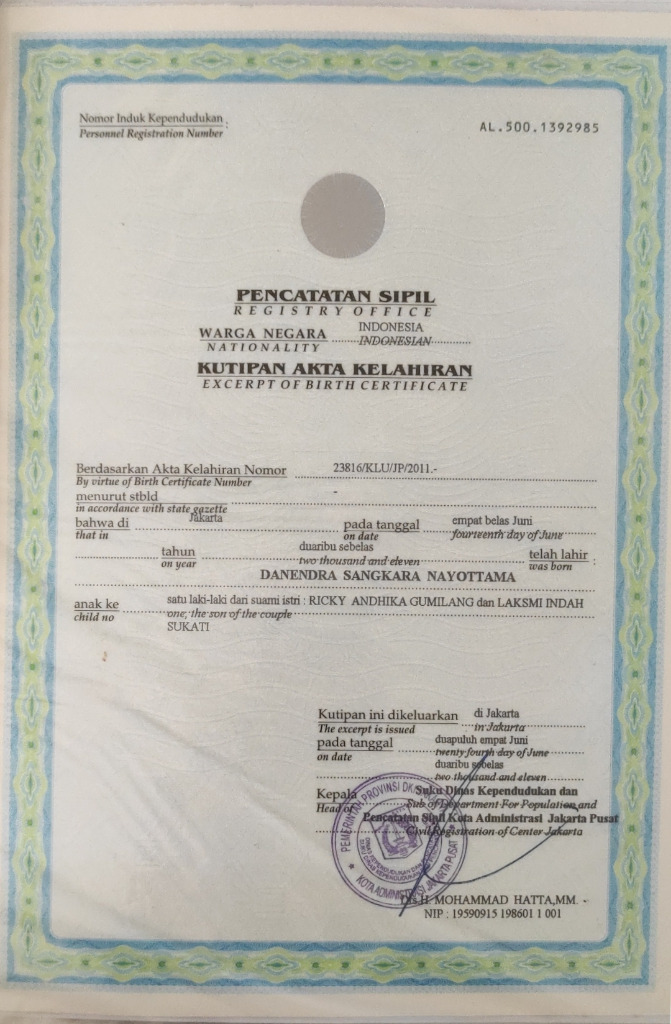 Nomor Induk Kependudukan :
Personnel Registration Number
AL.500.1392985
PENCATATAN SIPIL
REGISTRY OFFICE
WARGA NEGARA INDONESIA
NATIONALITY INDONESIAN
KUTIPAN AKTA KELAHIRAN
EXCERPT OF BIRTH CERTIFICATE
Berdasarkan Akta Kelahiran Nomor 23816/KLU/JP/2011.-
By virtue of Birth Certificate Number
menurut stbld -
in accordance with state gazette
bahwa di Jakarta pada tanggal empat belas Juni
that in on date fourteenth day of June
tahun duaribu sebelas telah lahir :
on year two thousand and eleven was born
DANENDRA SANGKARA NAYOTTAMA
anak ke satu laki-laki dari suami istri : RICKY ANDHIKA GUMILANG dan LAKSMI INDAH
child no one, the son of the couple
SUKATI
Kutipan ini dikeluarkan di Jakarta
The excerpt is issued in Jakarta
pada tanggal duapuluh empat Juni
on date twenty fourth day of June
duaribu sebelas
two thousand and eleven
Kepala Suku Dinas Kependudukan dan
Head of Sub of Department For Population and
Pencatatan Sipil Kota Administrasi Jakarta Pusat
Civil Registration of Center Jakarta
PEMERINTAH PROVINSI DKI
KOTA ADMINISTRASI JAKARTA PUSAT
Drs.H. MOHAMMAD HATTA,MM. -
NIP : 19590915 198601 1 001